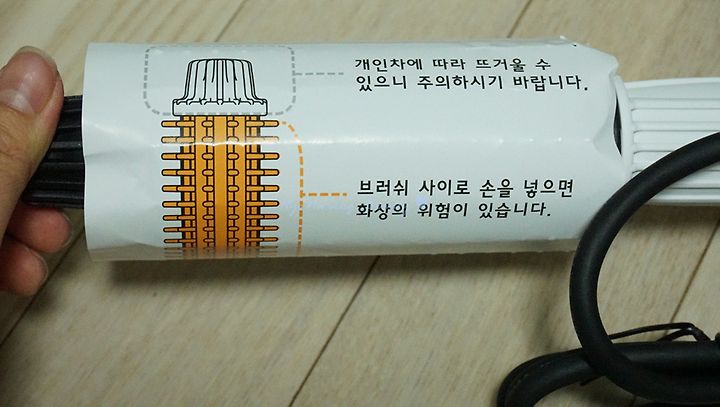 개인차에 따라 뜨거울 수
있으니 주의하시기 바랍니다.
브러쉬 사이로 손을 넣으면
화상의 위험이 있습니다.